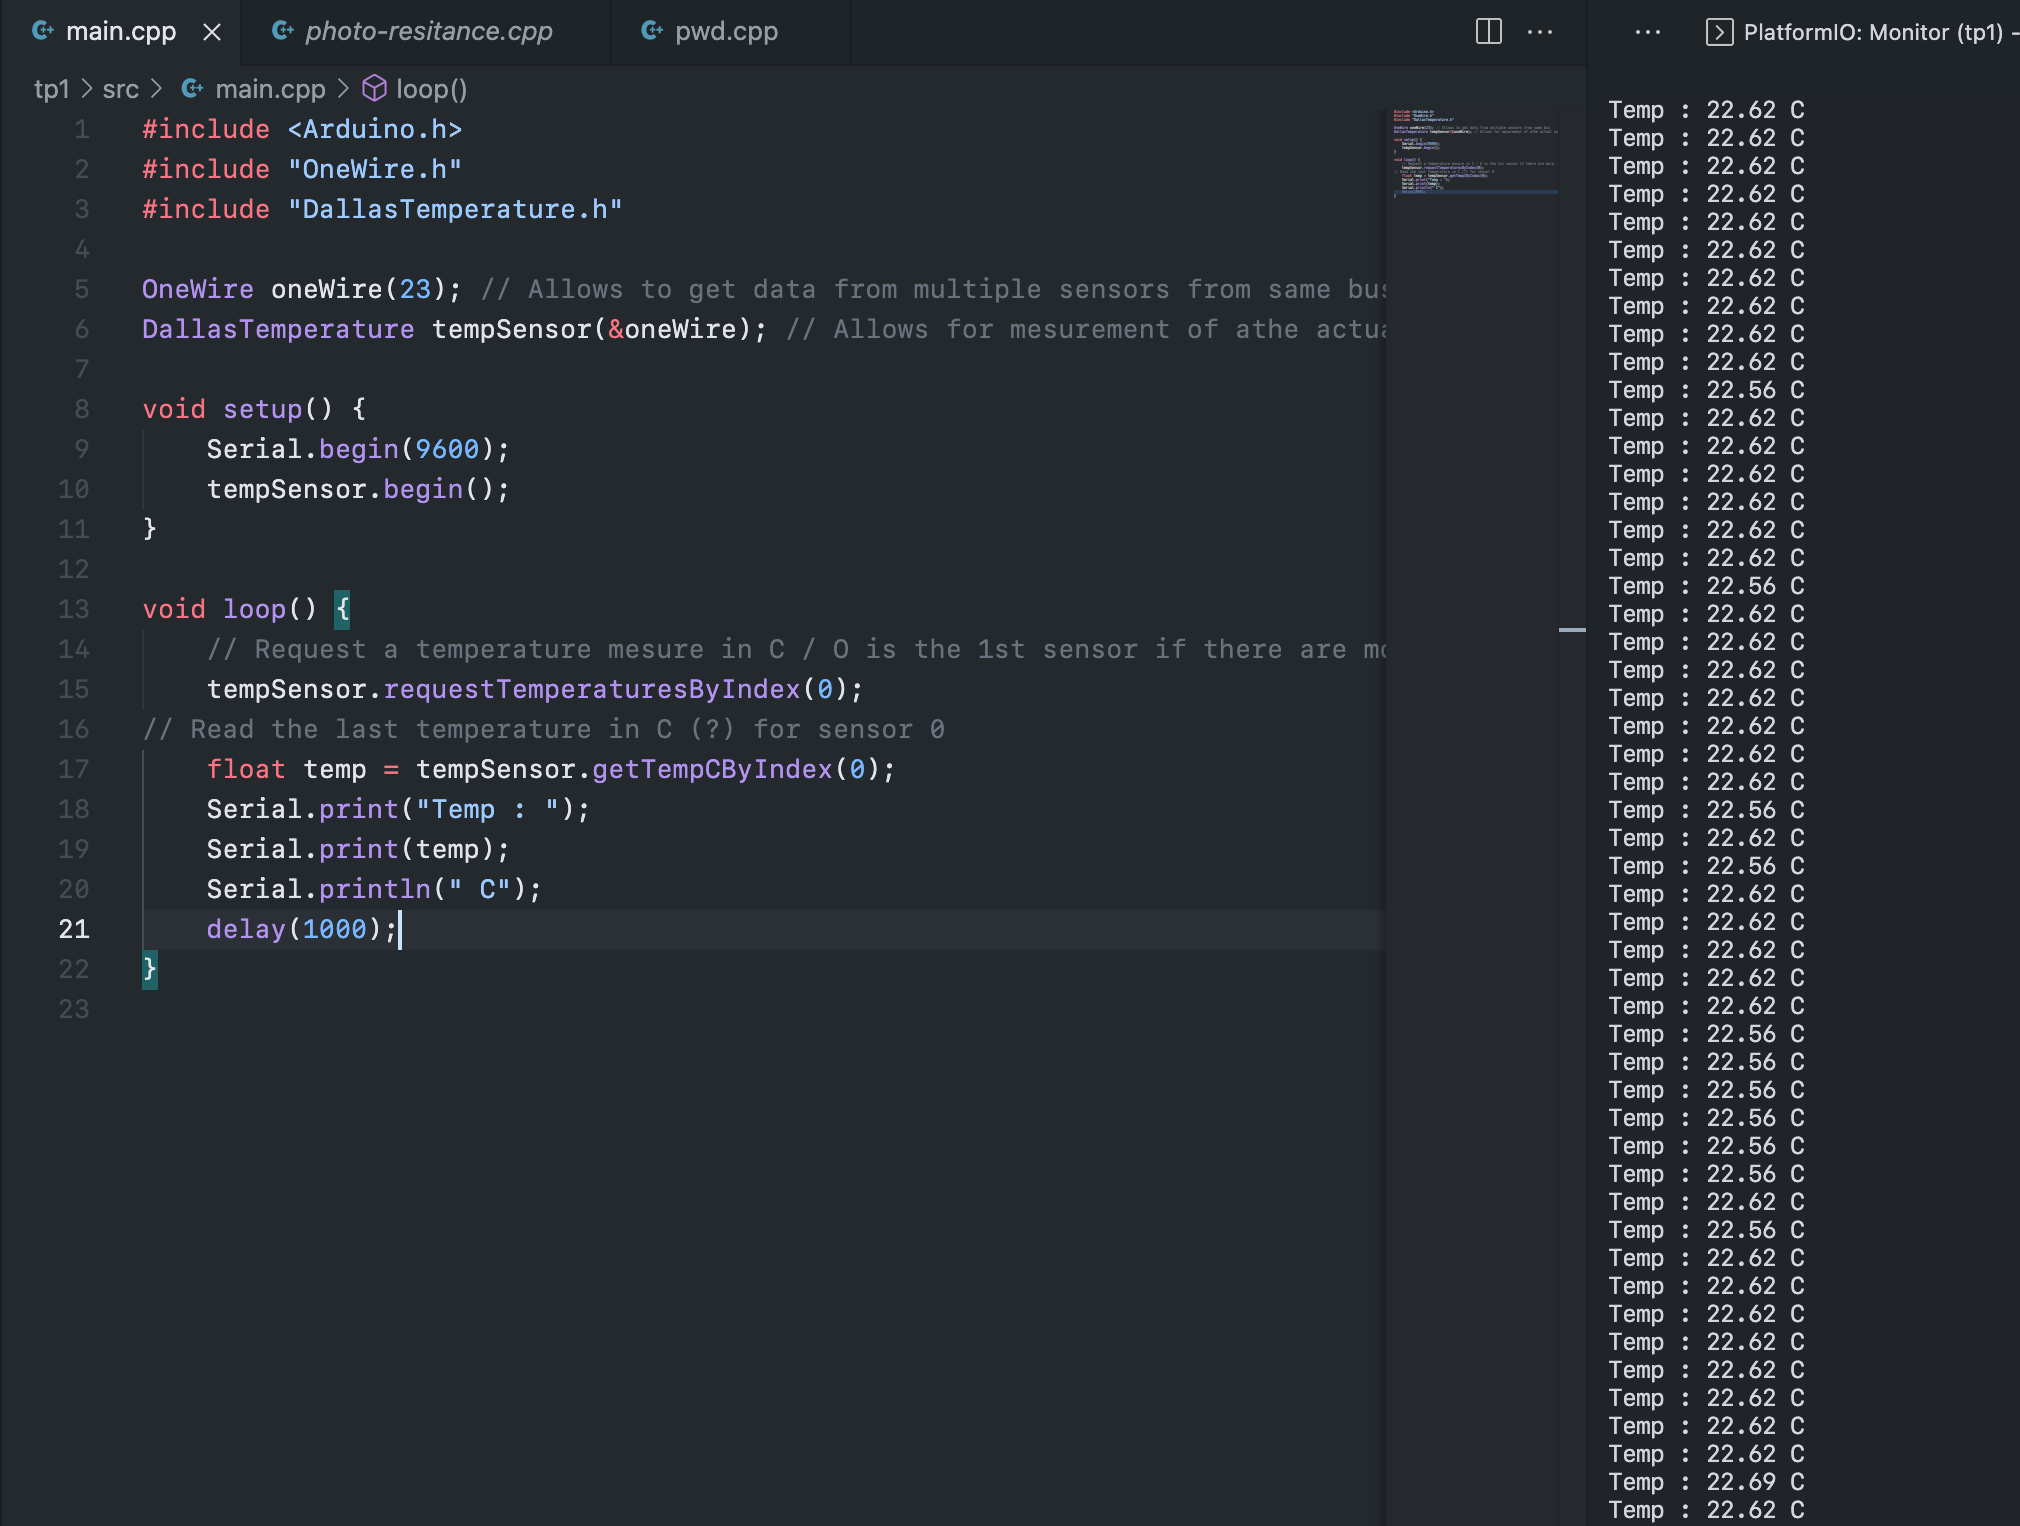 main.cpp
photo-resitance.cpp
pwd.cpp
PlatformIO: Monitor (tp1) -
tp1 > src > main.cpp > loop()
1 #include <Arduino.h>
2 #include "OneWire.h"
3 #include "DallasTemperature.h"
4
5 OneWire oneWire(23); // Allows to get data from multiple sensors from same bus
6 DallasTemperature tempSensor(&oneWire); // Allows for mesurement of athe actua
7
8 void setup() {
9 Serial.begin(9600);
10 tempSensor.begin();
11 }
12
13 void loop() {
14 // Request a temperature mesure in C / O is the 1st sensor if there are mo
15 tempSensor.requestTemperaturesByIndex(0);
16 // Read the last temperature in C (?) for sensor 0
17 float temp = tempSensor.getTempCByIndex(0);
18 Serial.print("Temp : ");
19 Serial.print(temp);
20 Serial.println(" C");
21 delay(1000);
22 }
23
Temp : 22.62 C
Temp : 22.62 C
Temp : 22.62 C
Temp : 22.62 C
Temp : 22.62 C
Temp : 22.62 C
Temp : 22.62 C
Temp : 22.62 C
Temp : 22.62 C
Temp : 22.62 C
Temp : 22.56 C
Temp : 22.62 C
Temp : 22.62 C
Temp : 22.62 C
Temp : 22.62 C
Temp : 22.62 C
Temp : 22.62 C
Temp : 22.56 C
Temp : 22.62 C
Temp : 22.62 C
Temp : 22.62 C
Temp : 22.62 C
Temp : 22.62 C
Temp : 22.62 C
Temp : 22.62 C
Temp : 22.56 C
Temp : 22.62 C
Temp : 22.56 C
Temp : 22.62 C
Temp : 22.62 C
Temp : 22.62 C
Temp : 22.62 C
Temp : 22.62 C
Temp : 22.56 C
Temp : 22.56 C
Temp : 22.56 C
Temp : 22.56 C
Temp : 22.56 C
Temp : 22.56 C
Temp : 22.62 C
Temp : 22.56 C
Temp : 22.62 C
Temp : 22.62 C
Temp : 22.62 C
Temp : 22.62 C
Temp : 22.62 C
Temp : 22.62 C
Temp : 22.62 C
Temp : 22.62 C
Temp : 22.69 C
Temp : 22.62 C